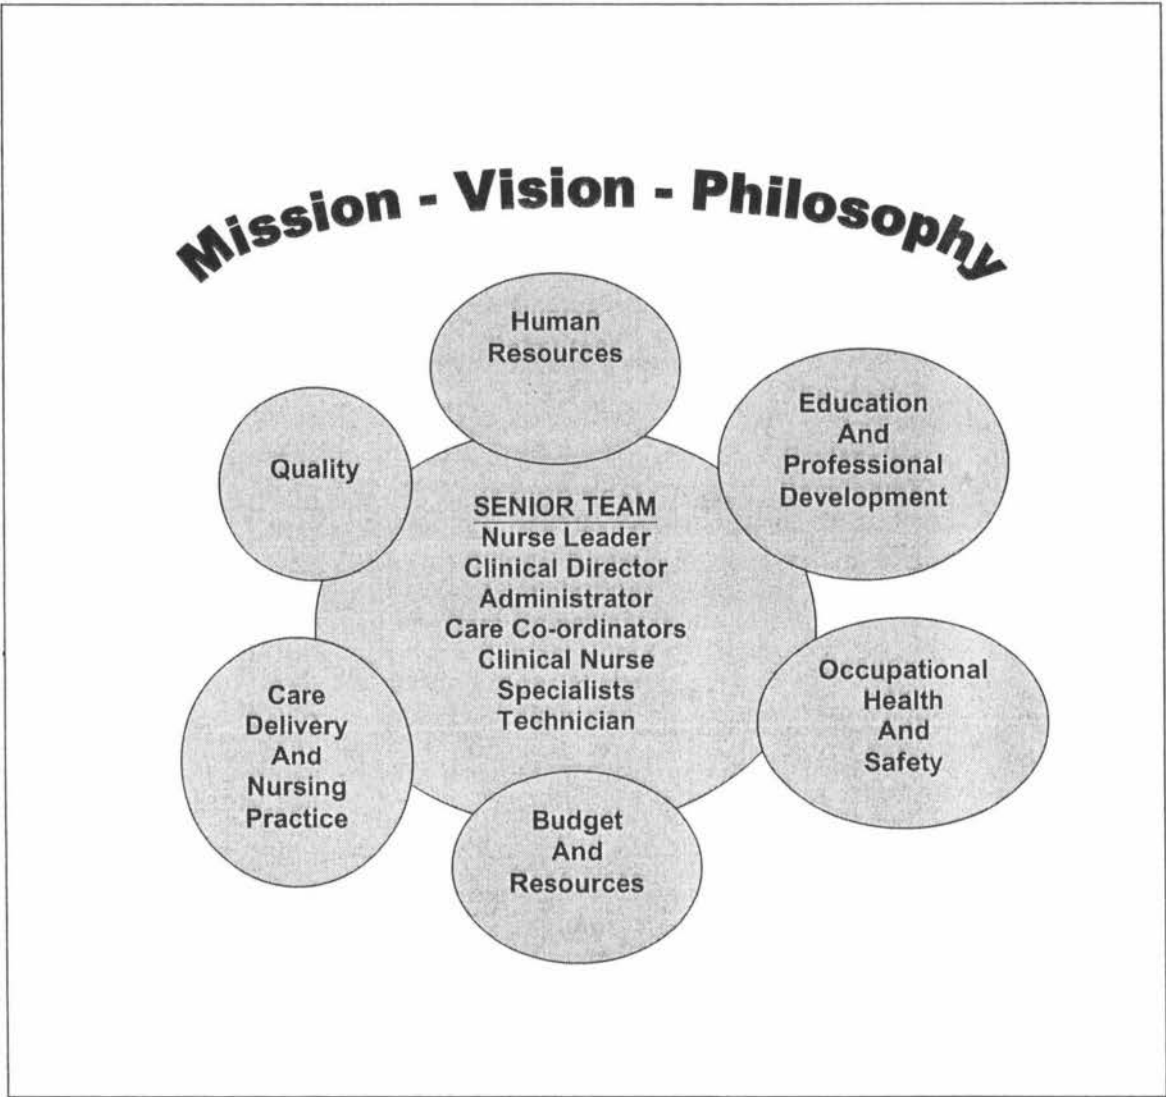 Mission - Vision - Philosophy
Human
Resources
Education
And
Professional
Development
Quality
SENIOR TEAM
Nurse Leader
Clinical Director
Administrator
Care Co-ordinators
Clinical Nurse
Specialists
Technician
Occupational
Health
And
Safety
Care
Delivery
And
Nursing
Practice
Budget
And
Resources